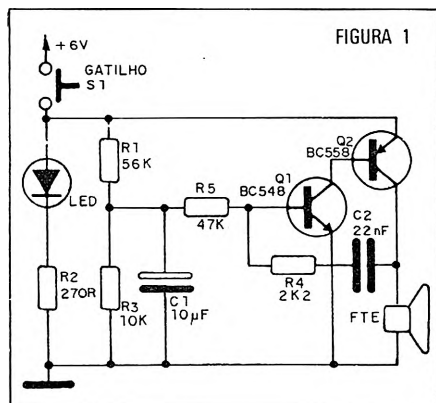 FIGURA 1
+6V
GATILHO
S1
R1
56K
Q2
BC558
Q1
BC548
LED
R5
47K
C2
22nF
R2
270R
R3
10K
C1
10µF
R4
2K2
FTE